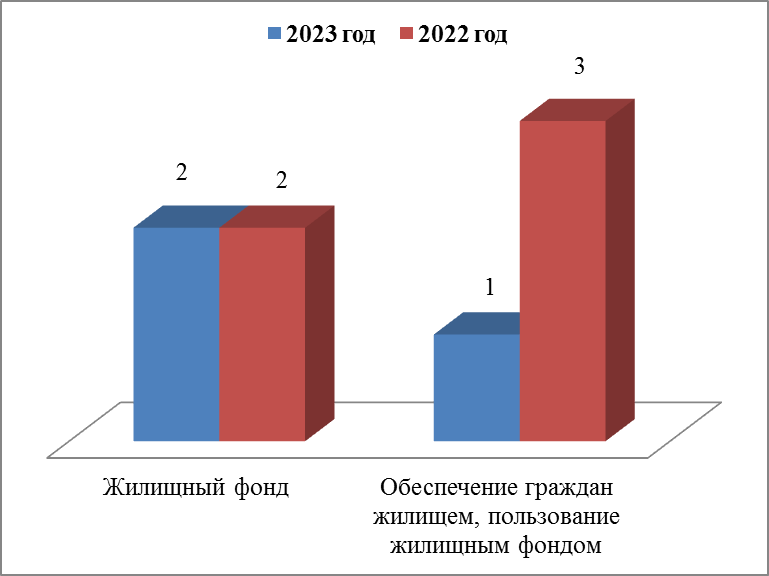 2023 год 2022 год
3
2 2
1
Жилищный фонд
Обеспечение граждан
жилищем, пользование
жилищным фондом